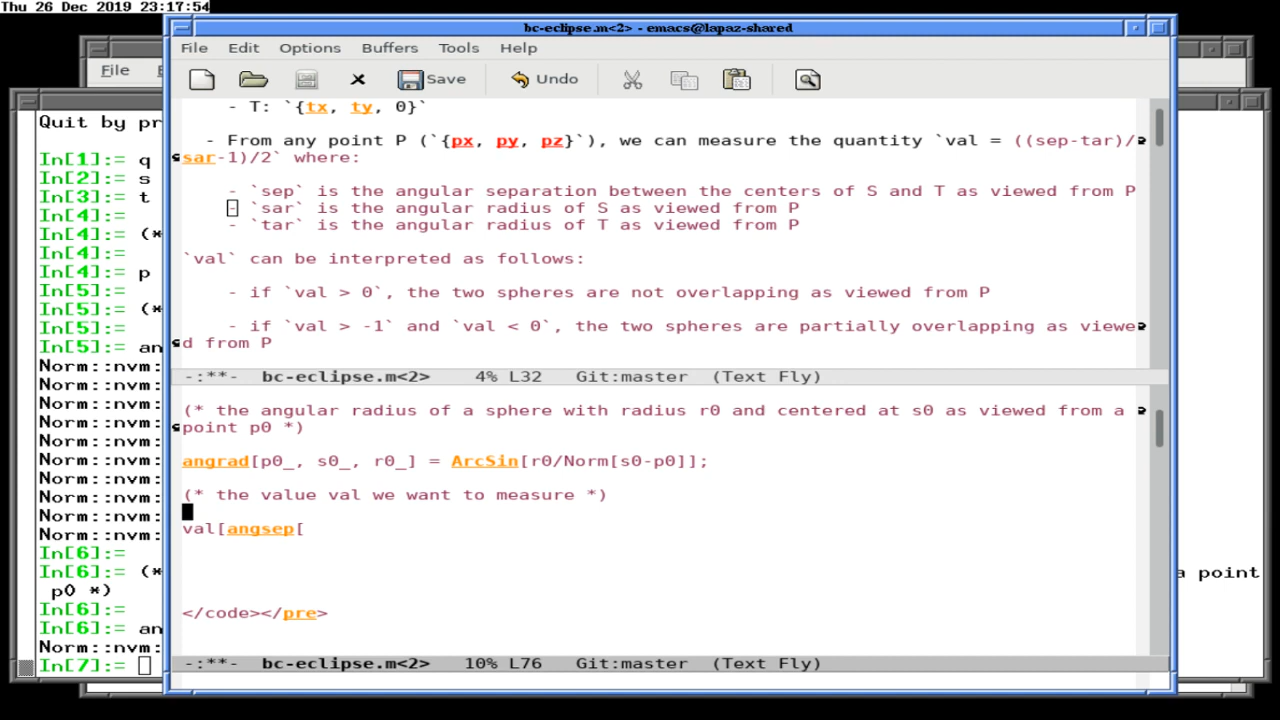 Thu 26 Dec 2019 23:17:54
bc-eclipse.m<2> - emacs@lapaz-shared
File Edit Options Buffers Tools Help
Save Undo
File
Quit by pr
In[1]:= q
In[2]:= s
In[3]:= t
In[4]:=
In[4]:= (*
In[4]:=
In[4]:= p
In[5]:=
In[5]:= (*
In[5]:=
In[5]:= an
Norm::nvm:
Norm::nvm:
Norm::nvm:
Norm::nvm:
Norm::nvm:
Norm::nvm:
Norm::nvm:
Norm::nvm:
Norm::nvm:
Norm::nvm:
In[6]:=
In[6]:= (*
a point
p0 *)
In[6]:=
In[6]:= an
Norm::nvm:
In[7]:=
- T: `{tx, ty, 0}`
- From any point P (`{px, py, pz}`), we can measure the quantity `val = ((sep-tar)/
sar-1)/2` where:
- `sep` is the angular separation between the centers of S and T as viewed from P
- `sar` is the angular radius of S as viewed from P
- `tar` is the angular radius of T as viewed from P
`val` can be interpreted as follows:
- if `val > 0`, the two spheres are not overlapping as viewed from P
- if `val > -1` and `val < 0`, the two spheres are partially overlapping as viewe
d from P
-:**- bc-eclipse.m<2> 4% L32 Git:master (Text Fly)
(* the angular radius of a sphere with radius r0 and centered at s0 as viewed from a
point p0 *)
angrad[p0_, s0_, r0_] = ArcSin[r0/Norm[s0-p0]];
(* the value val we want to measure *)
val[angsep[
</code></pre>
-:**- bc-eclipse.m<2> 10% L76 Git:master (Text Fly)